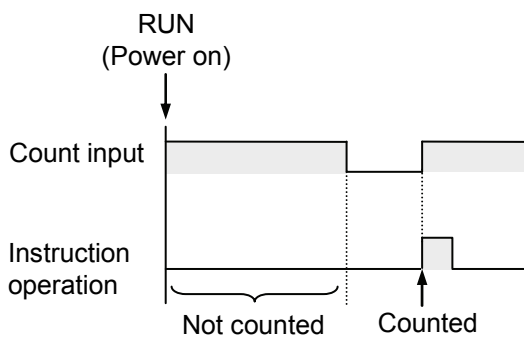 RUN
(Power on)
Count input
Instruction
operation
Not counted
Counted